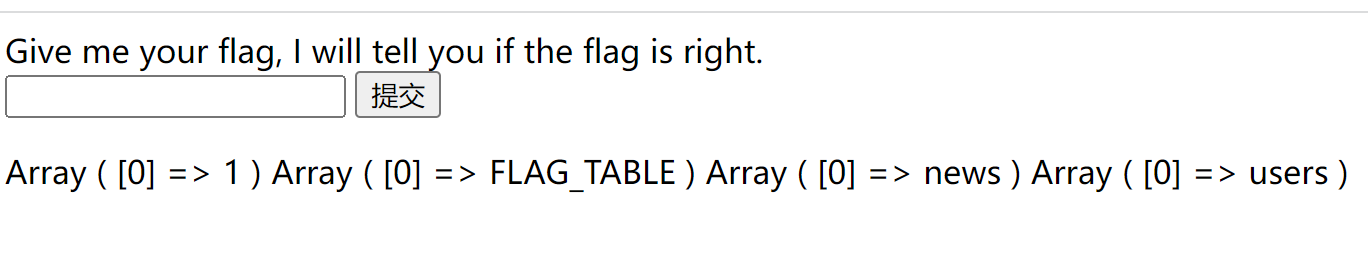 Give me your flag, I will tell you if the flag is right.
提交
Array ( [0] => 1 ) Array ( [0] => FLAG_TABLE ) Array ( [0] => news ) Array ( [0] => users )